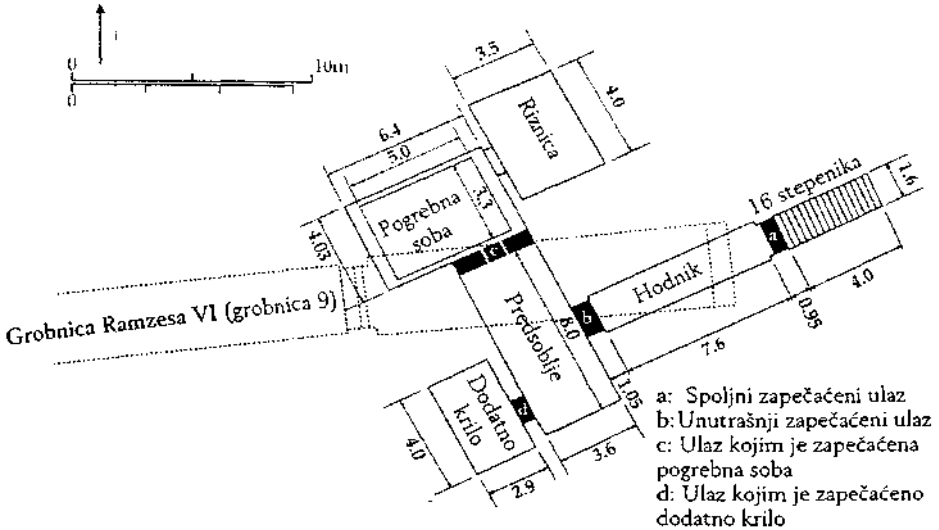 0
10m
0
3.5
4.0
Riznica
6.4
5.0
3.3
Pogrebna
soba
4.03
c
16 stepenika
1.6
a
Hodnik
4.0
0.95
7.6
b
Grobnica Ramzesa VI (grobnica 9)
Predsoblje
8.0
1.05
3.6
Dodatno
krilo
d
4.0
2.9
a: Spoljni zapečaćeni ulaz
b: Unutrašnji zapečaćeni ulaz
c: Ulaz kojim je zapečaćena
pogrebna soba
d: Ulaz kojim je zapečaćeno
dodatno krilo